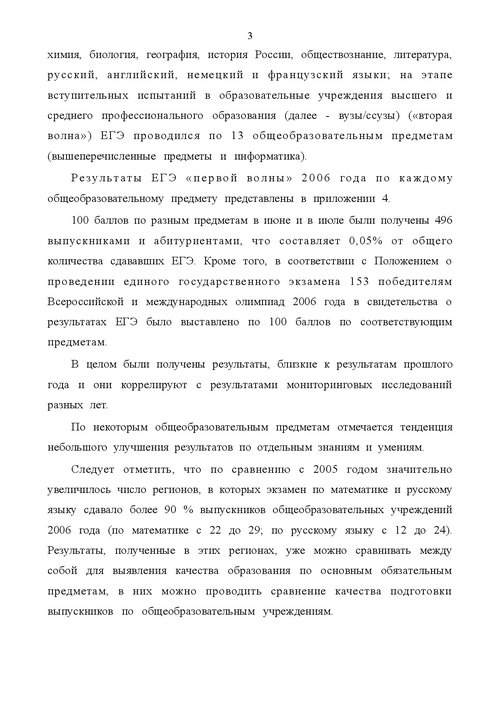 3
химия, биология, география, история России, обществознание, литература,
русский, английский, немецкий и французский языки; на этапе
вступительных испытаний в образовательные учреждения высшего и
среднего профессионального образования (далее - вузы/ссузы) («вторая
волна») ЕГЭ проводился по 13 общеобразовательным предметам
(вышеперечисленные предметы и информатика).
Результаты ЕГЭ «первой волны» 2006 года по каждому
общеобразовательному предмету представлены в приложении 4.
100 баллов по разным предметам в июне и в июле были получены 496
выпускниками и абитуриентами, что составляет 0,05% от общего
количества сдававших ЕГЭ. Кроме того, в соответствии с Положением о
проведении единого государственного экзамена 153 победителям
Всероссийской и международных олимпиад 2006 года в свидетельства о
результатах ЕГЭ было выставлено по 100 баллов по соответствующим
предметам.
В целом были получены результаты, близкие к результатам прошлого
года и они коррелируют с результатами мониторинговых исследований
разных лет.
По некоторым общеобразовательным предметам отмечается тенденция
небольшого улучшения результатов по отдельным знаниям и умениям.
Следует отметить, что по сравнению с 2005 годом значительно
увеличилось число регионов, в которых экзамен по математике и русскому
языку сдавало более 90 % выпускников общеобразовательных учреждений
2006 года (по математике с 22 до 29; по русскому языку с 12 до 24).
Результаты, полученные в этих регионах, уже можно сравнивать между
собой для выявления качества образования по основным обязательным
предметам, в них можно проводить сравнение качества подготовки
выпускников по общеобразовательным учреждениям.